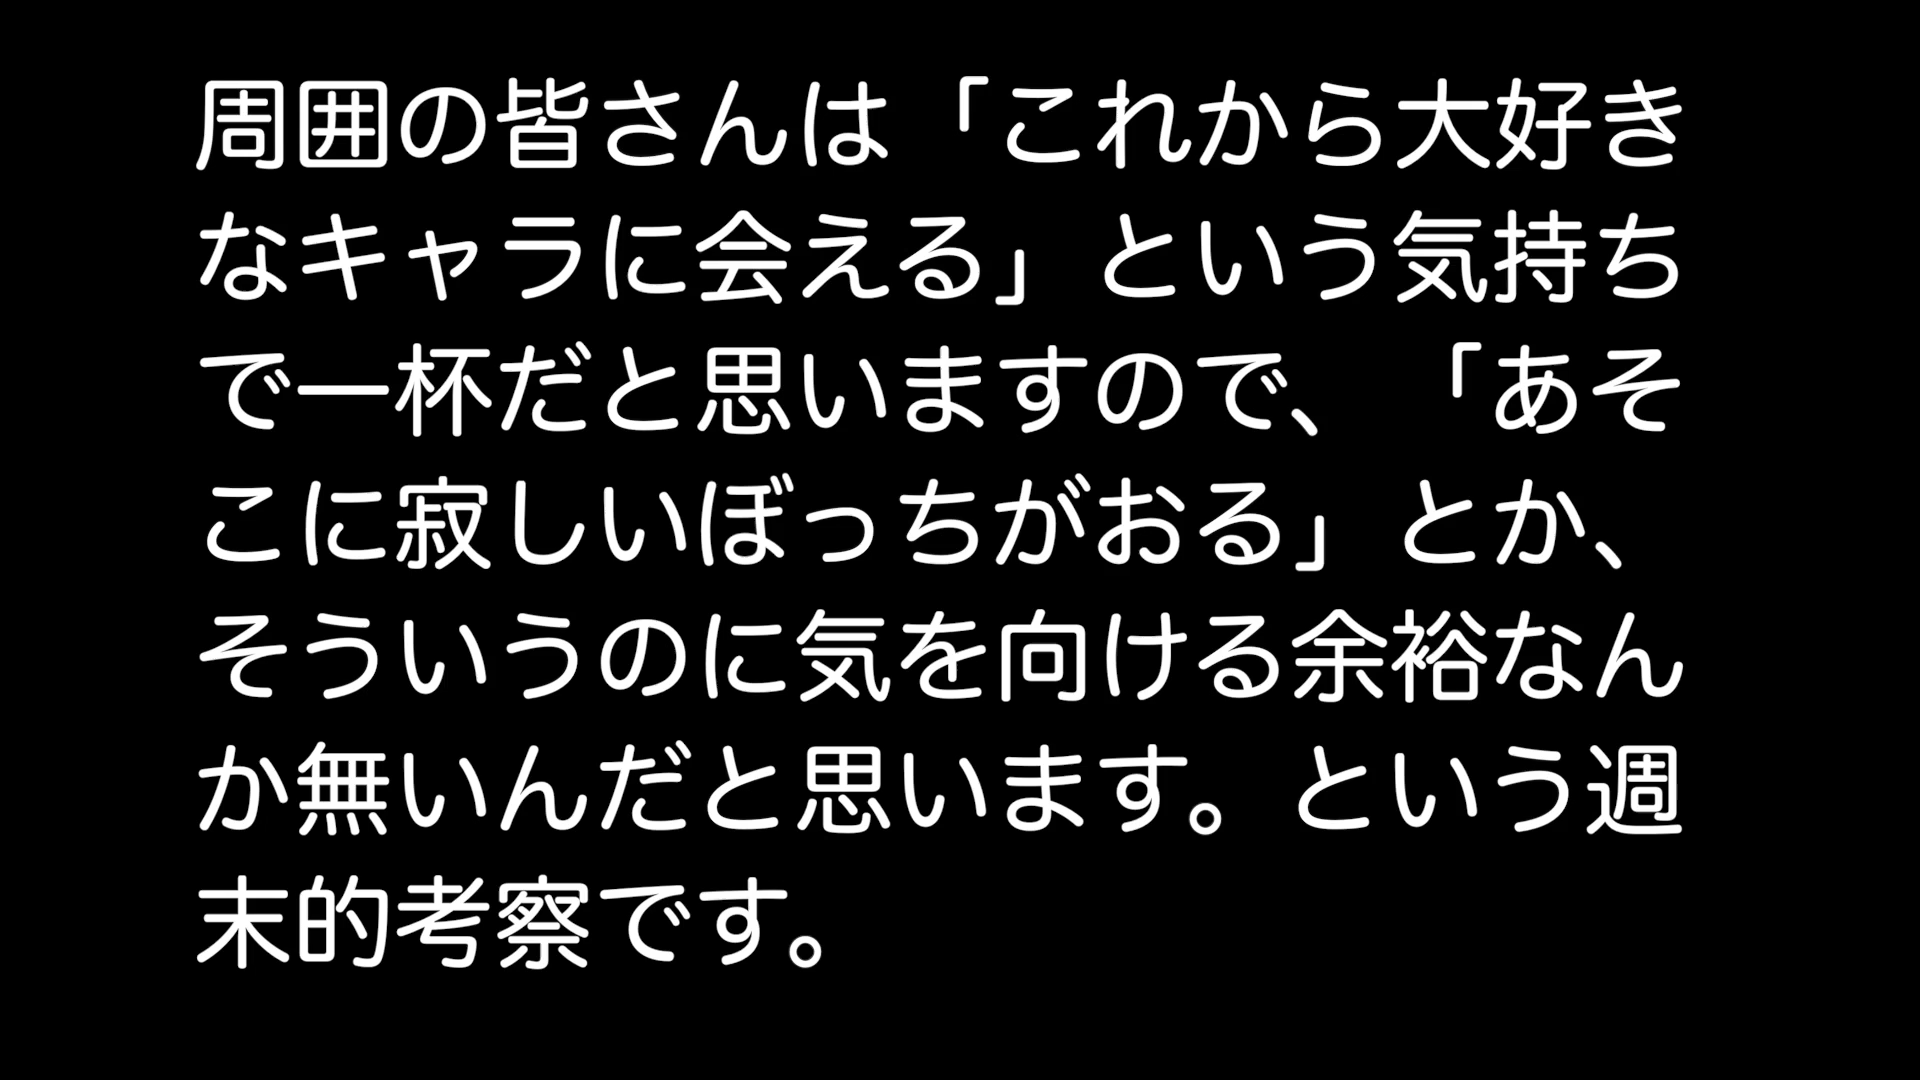 周囲の皆さんは「これから大好き
なキャラに会える」という気持ち
で一杯だと思いますので、「あそ
こに寂しいぼっちがおる」とか、
そういうのに気を向ける余裕なん
か無いんだと思います。という週
末的考察です。